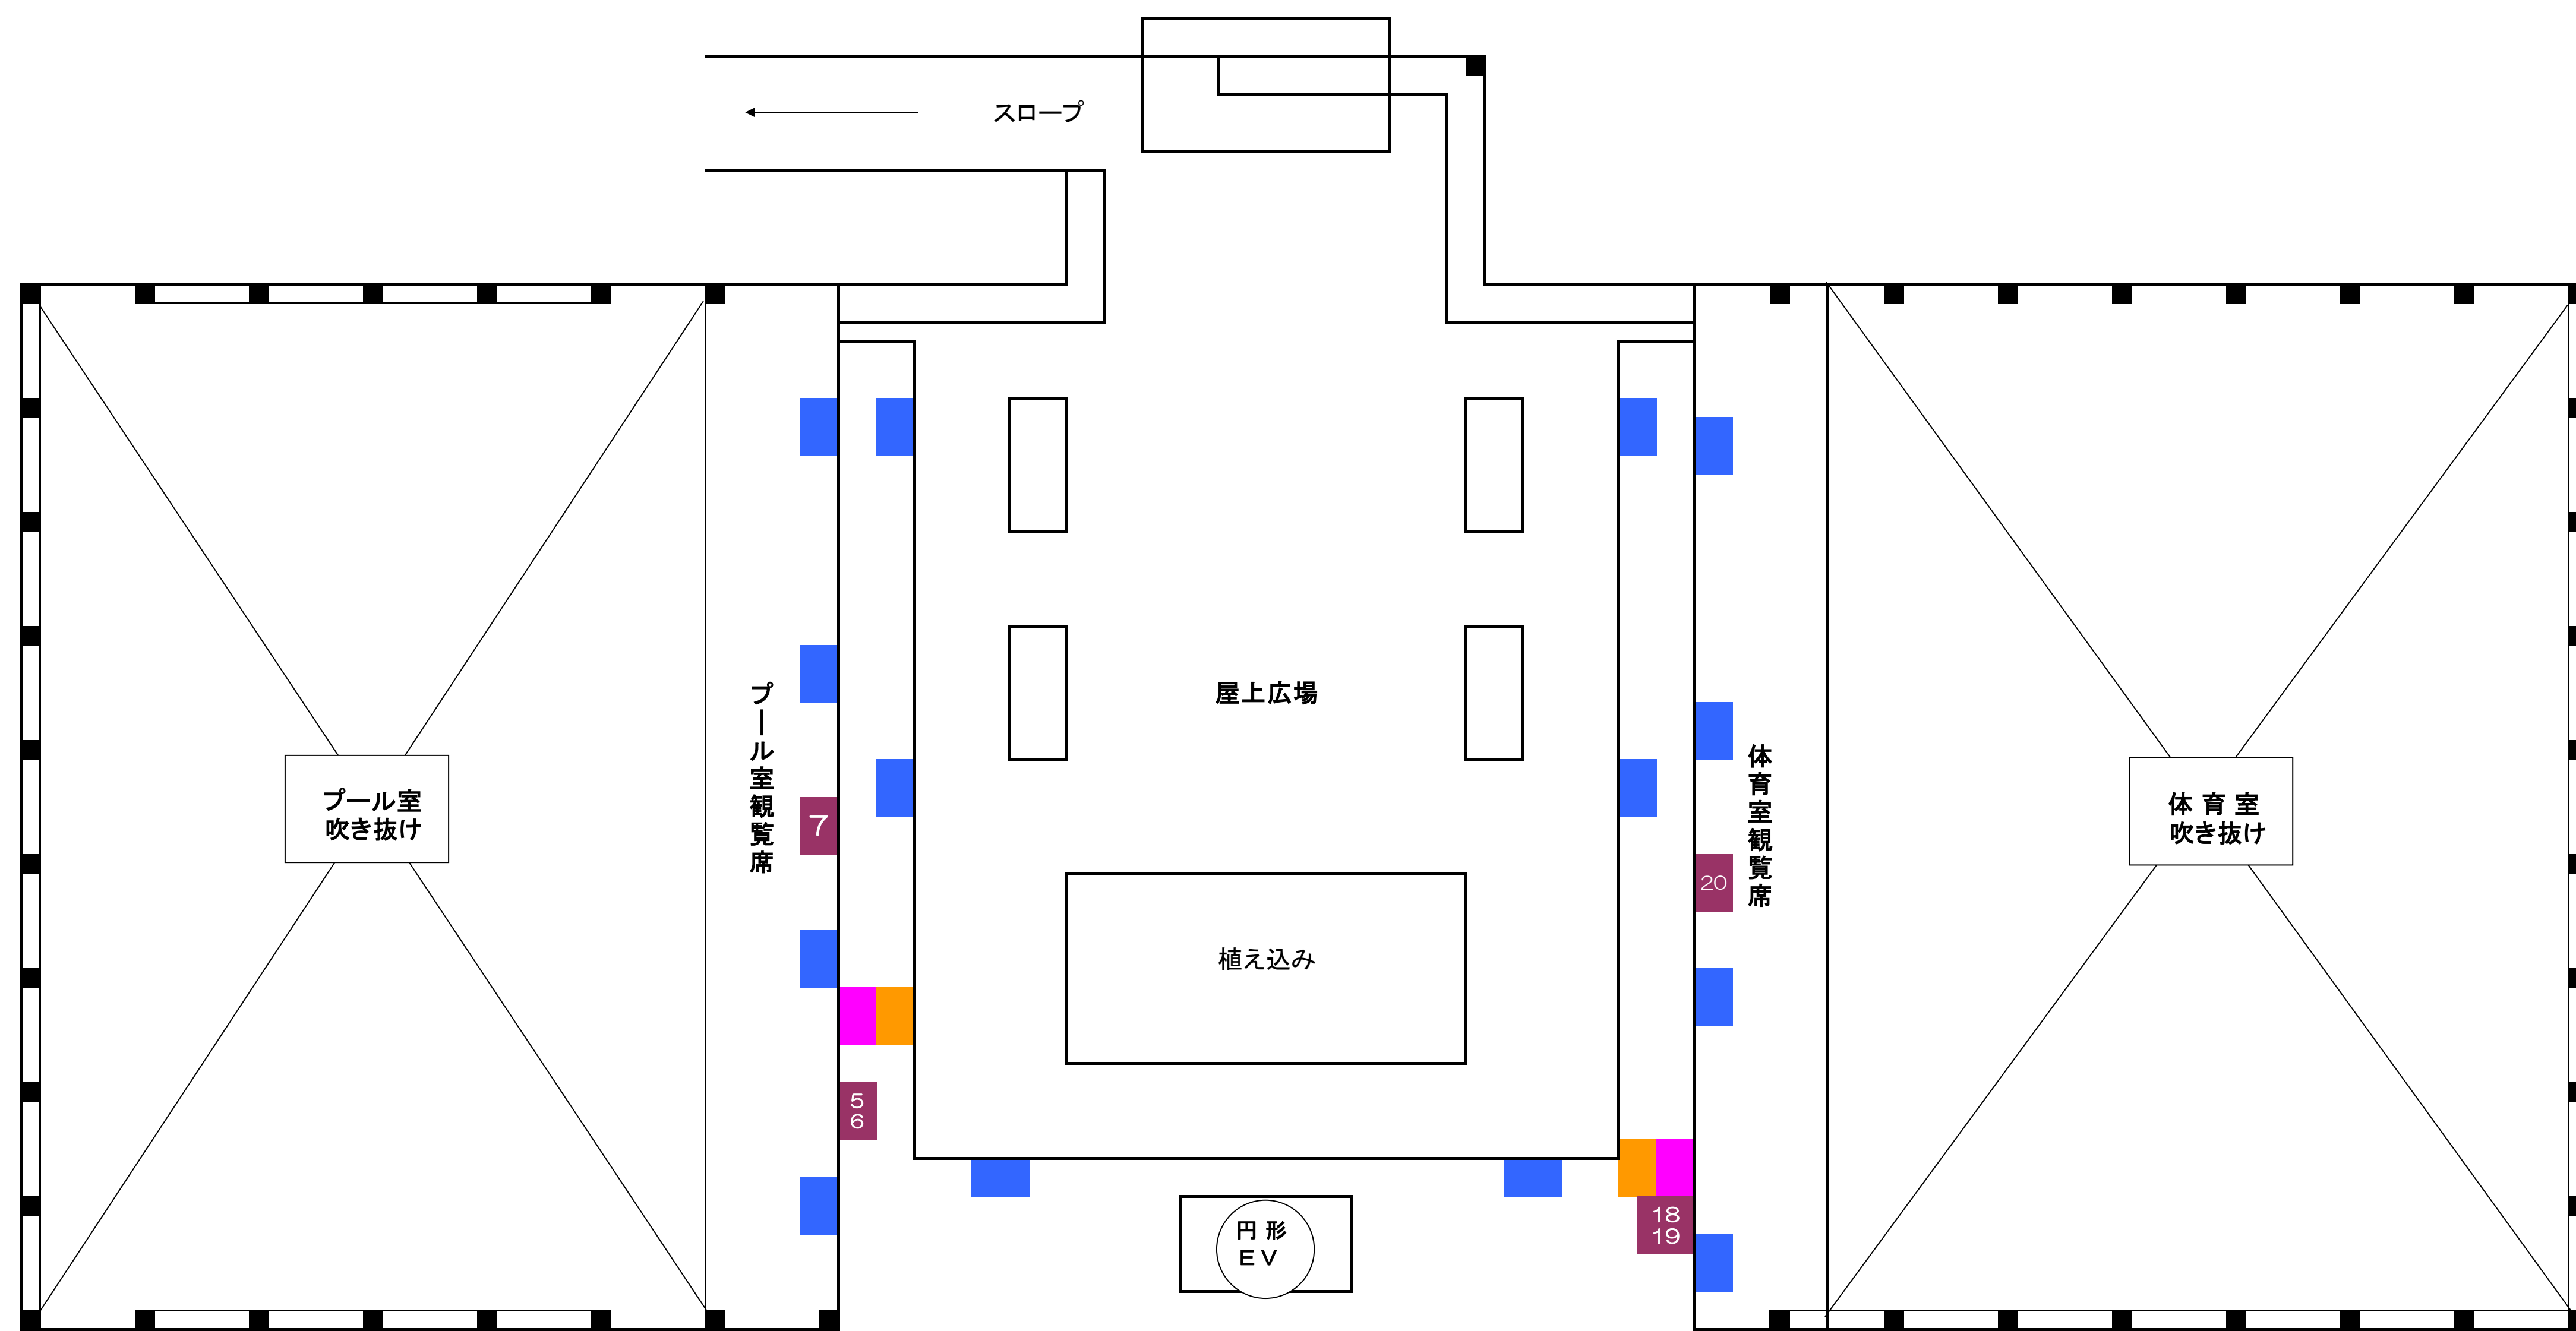 スロープ
屋上広場
プール室観覧席
体育室観覧席
プール室
吹き抜け
7
体 育 室
吹き抜け
20
植え込み
5
6
18
19
円 形
EV